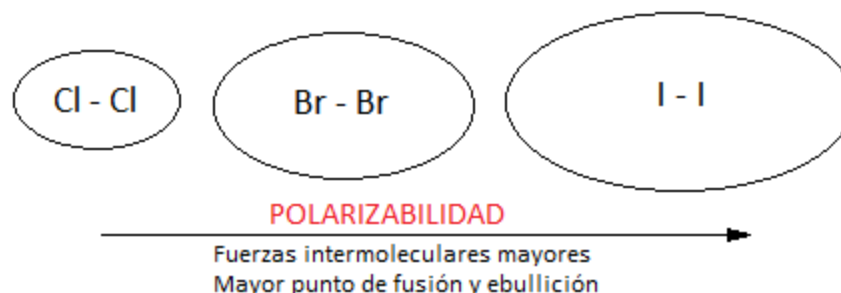 Cl - Cl
Br - Br
I - I
POLARIZABILIDAD
Fuerzas intermoleculares mayores
Mayor punto de fusión y ebullición